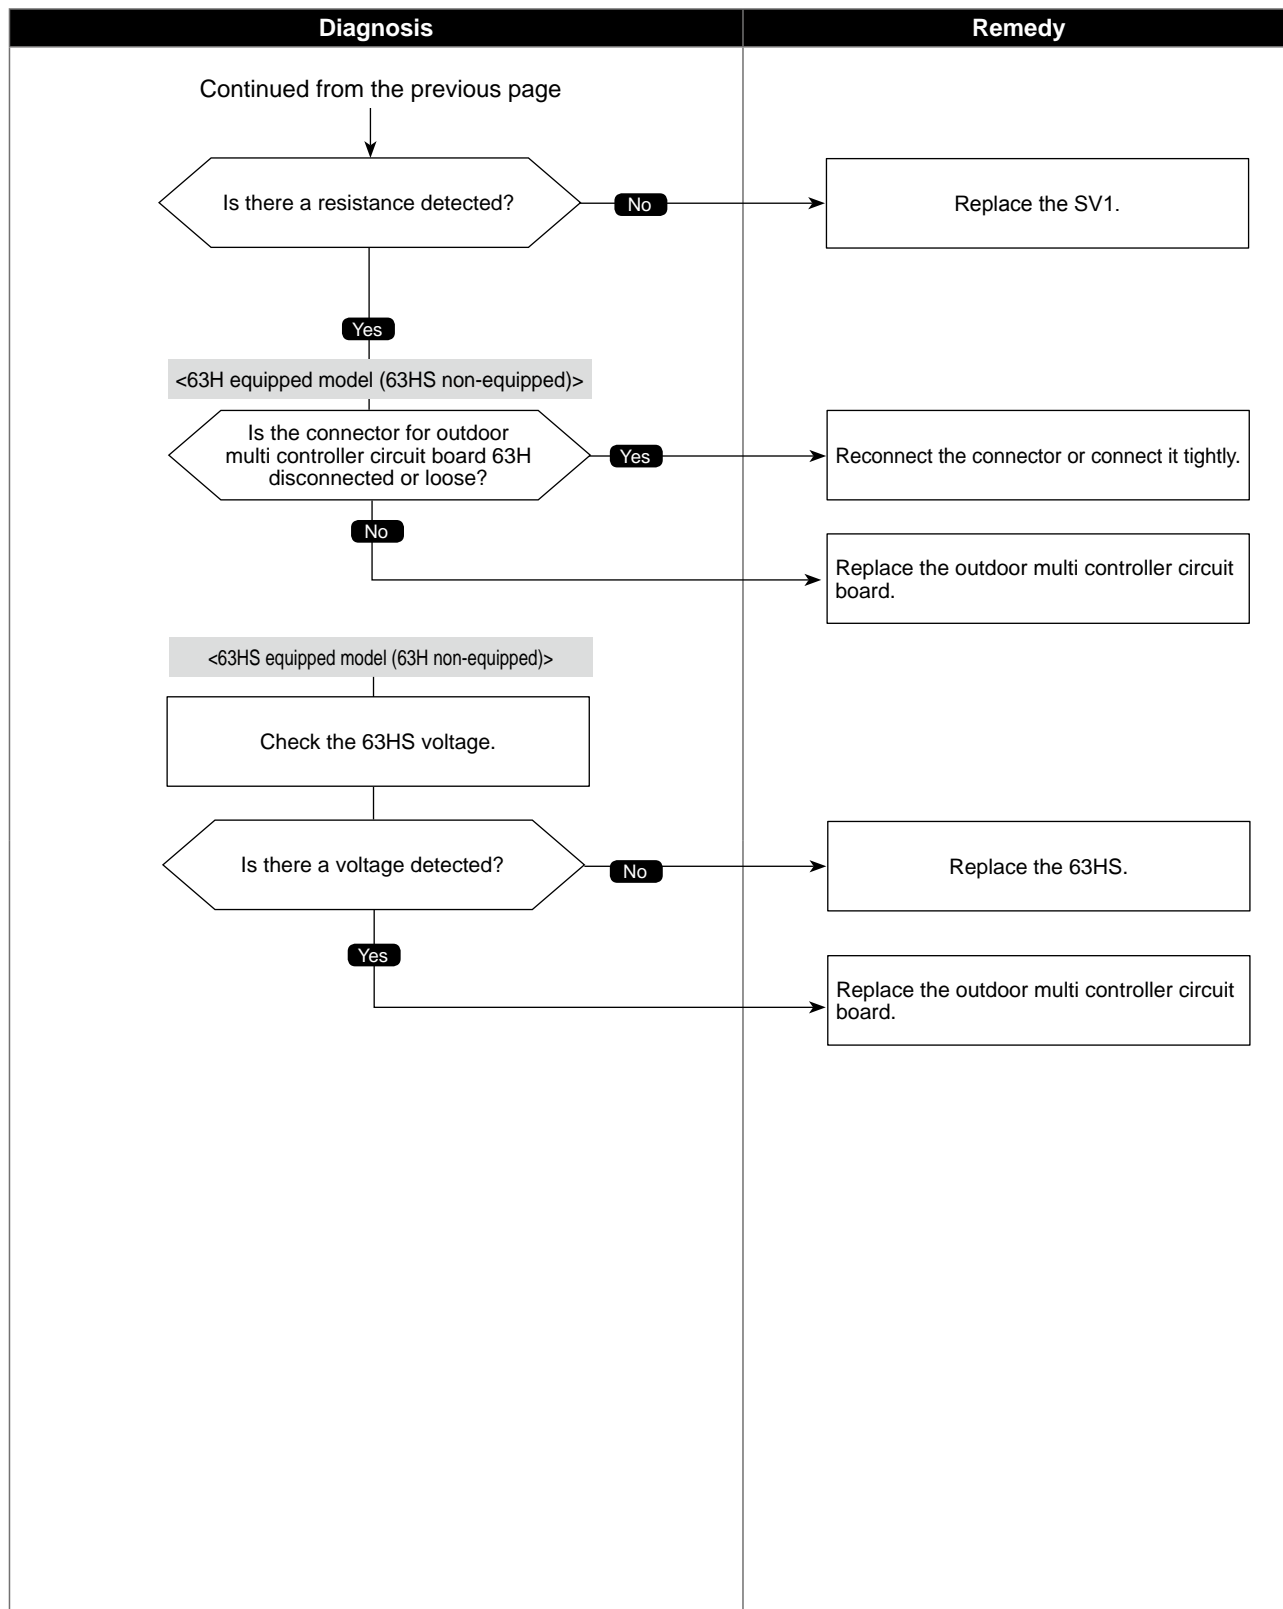 Diagnosis
Remedy
Continued from the previous page
Is there a resistance detected?
No
Replace the SV1.
Yes
<63H equipped model (63HS non-equipped)>
Is the connector for outdoor
multi controller circuit board 63H
disconnected or loose?
Yes
Reconnect the connector or connect it tightly.
No
Replace the outdoor multi controller circuit
board.
<63HS equipped model (63H non-equipped)>
Check the 63HS voltage.
Is there a voltage detected?
No
Replace the 63HS.
Yes
Replace the outdoor multi controller circuit
board.